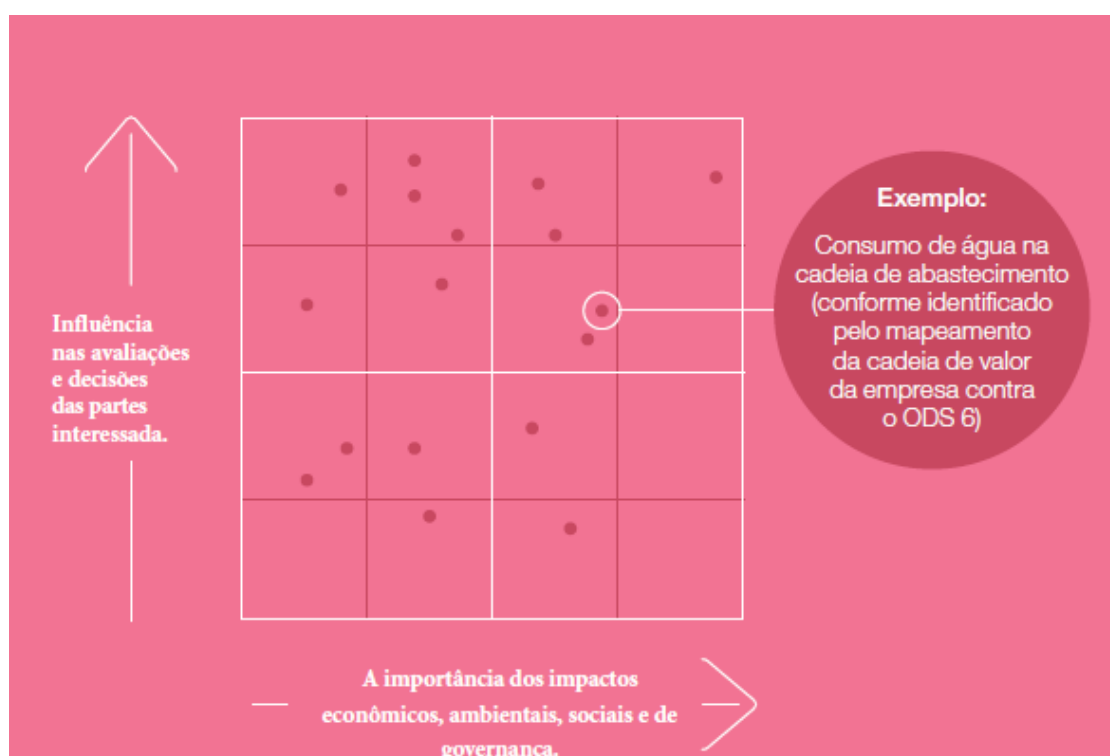 Influência
nas avaliações
e decisões
das partes
interessada.
Exemplo:
Consumo de água na
cadeia de abastecimento
(conforme identificado
pelo mapeamento
da cadeia de valor
da empresa contra
o ODS 6)
A importância dos impactos
econômicos, ambientais, sociais e de
governança.